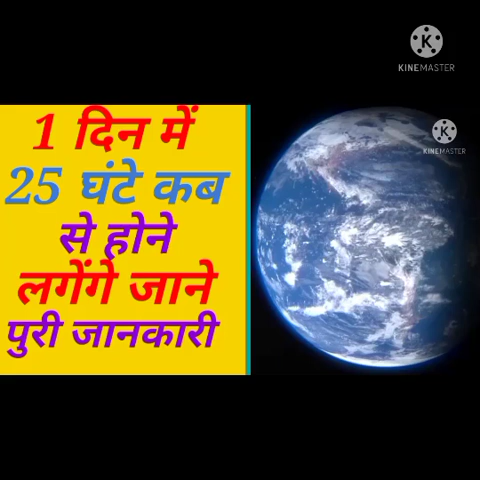 KINEMASTER
KINEMASTER
1 दिन में
25 घंटे कब
से होने
लगेंगे जाने
पुरी जानकारी